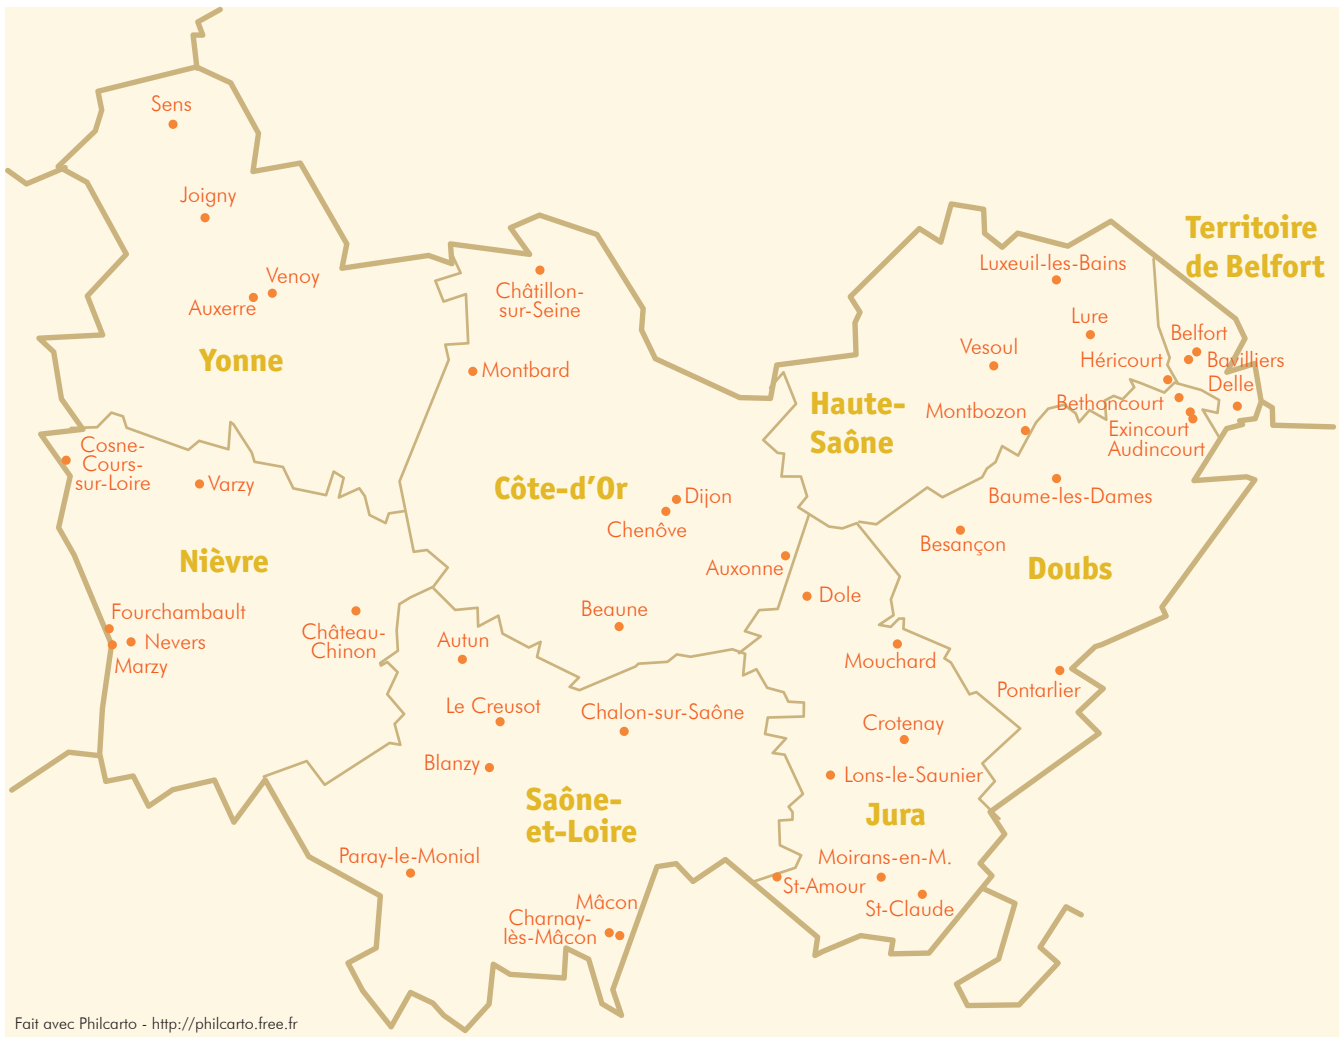 Sens
Joigny
Venoy
Auxerre
Yonne
Châtillon-
sur-Seine
Montbard
Territoire
de Belfort
Luxeuil-les-Bains
Lure
Belfort
Vesoul
Héricourt
Bavilliers
Delle
Haute-
Saône
Montbozon
Bethoncourt
Exincourt
Audincourt
Cosne-
Cours-
sur-Loire
Varzy
Côte-d'Or
Dijon
Chenôve
Baume-les-Dames
Besançon
Auxonne
Doubs
Nièvre
Dole
Fourchambault
Nevers
Marzy
Château-
Chinon
Beaune
Autun
Mouchard
Pontarlier
Le Creusot
Chalon-sur-Saône
Crotenay
Blanzy
Lons-le-Saunier
Saône-
et-Loire
Jura
Paray-le-Monial
Moirans-en-M.
St-Amour
St-Claude
Mâcon
Charnay-
lès-Mâcon
Fait avec Philcarto - http://philcarto.free.fr